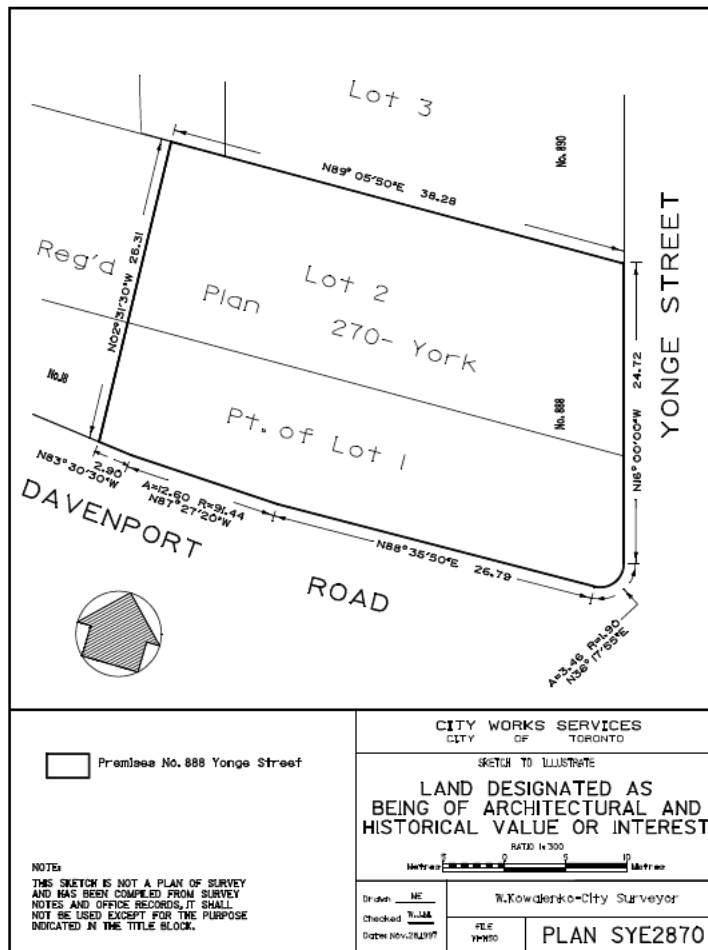 Lot 3
No. 890
N89° 05'50"E 38.28
YONGE STREET
Reg'd
N02° 31'30"W 26.31
Lot 2
Plan 270- York
24.72
N16° 00'00"W
No.18
No. 888
Pt. of Lot 1
2.90
N83° 30'30"W
A=12.60 R=91.44
N87° 27'20"W
N88° 35'50"E 26.79
DAVENPORT ROAD
A=3.46 R=1.90
N36° 17'55"E
Premises No. 888 Yonge Street
CITY WORKS SERVICES
CITY OF TORONTO
SKETCH TO ILLUSTRATE
LAND DESIGNATED AS
BEING OF ARCHITECTURAL AND
HISTORICAL VALUE OR INTEREST
RATIO 1:300
Metres 5 0 5 10 Metres
NOTE:
THIS SKETCH IS NOT A PLAN OF SURVEY
AND HAS BEEN COMPILED FROM SURVEY
NOTES AND OFFICE RECORDS, IT SHALL
NOT BE USED EXCEPT FOR THE PURPOSE
INDICATED IN THE TITLE BLOCK.
Drawn
Checked
Date: Nov.28,1997
W.Kowalenko-City Surveyor
FILE
PLAN SYE2870